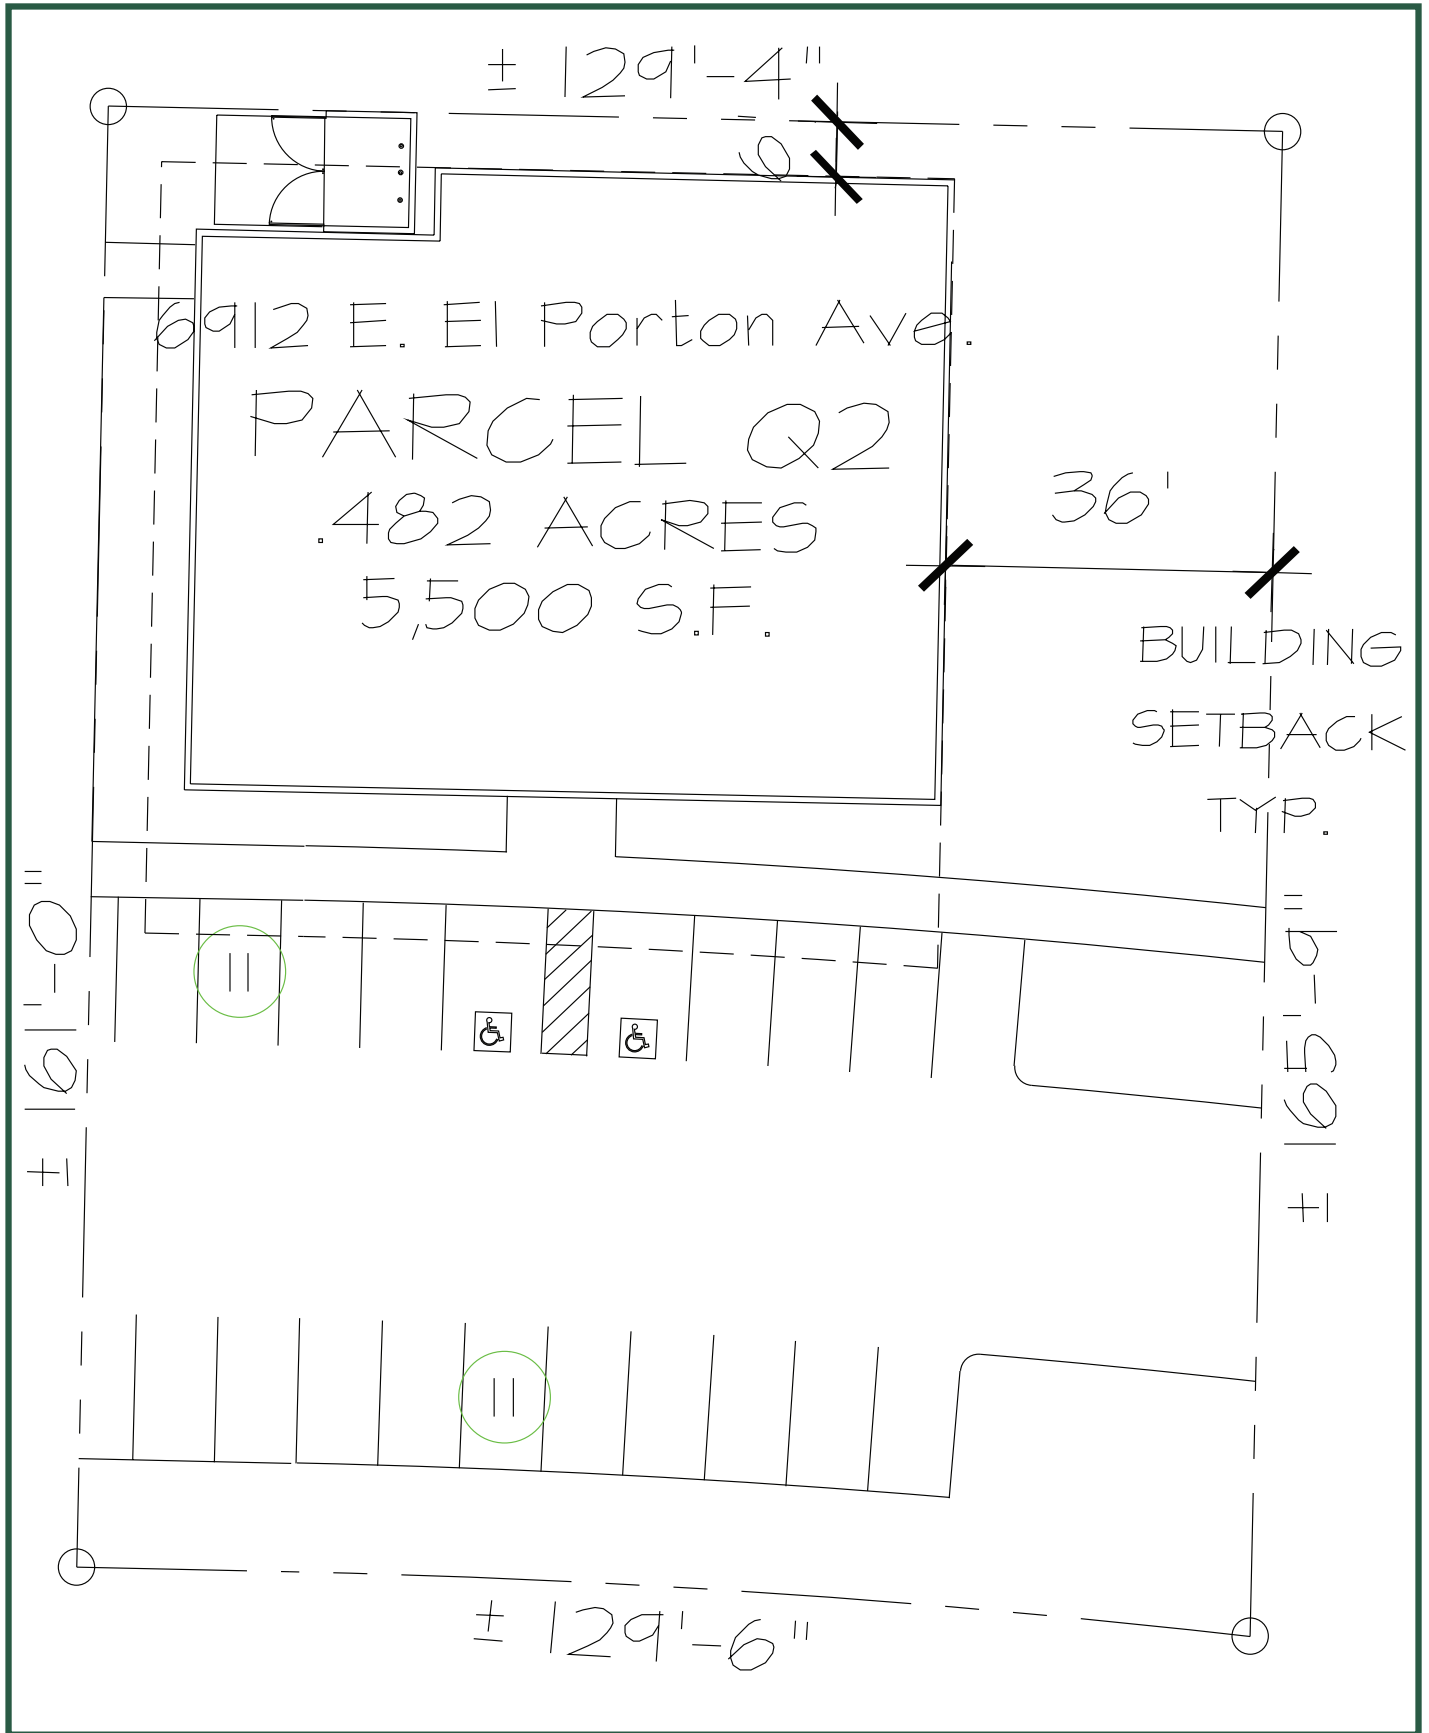 ± 129'-4"
6'
6912 E. El Porton Ave.
PARCEL Q2
.482 ACRES
5,500 S.F.
36'
BUILDING
SETBACK
TYP.
± 161'-0"
± 165'-9"
11
11
± 129'-6"